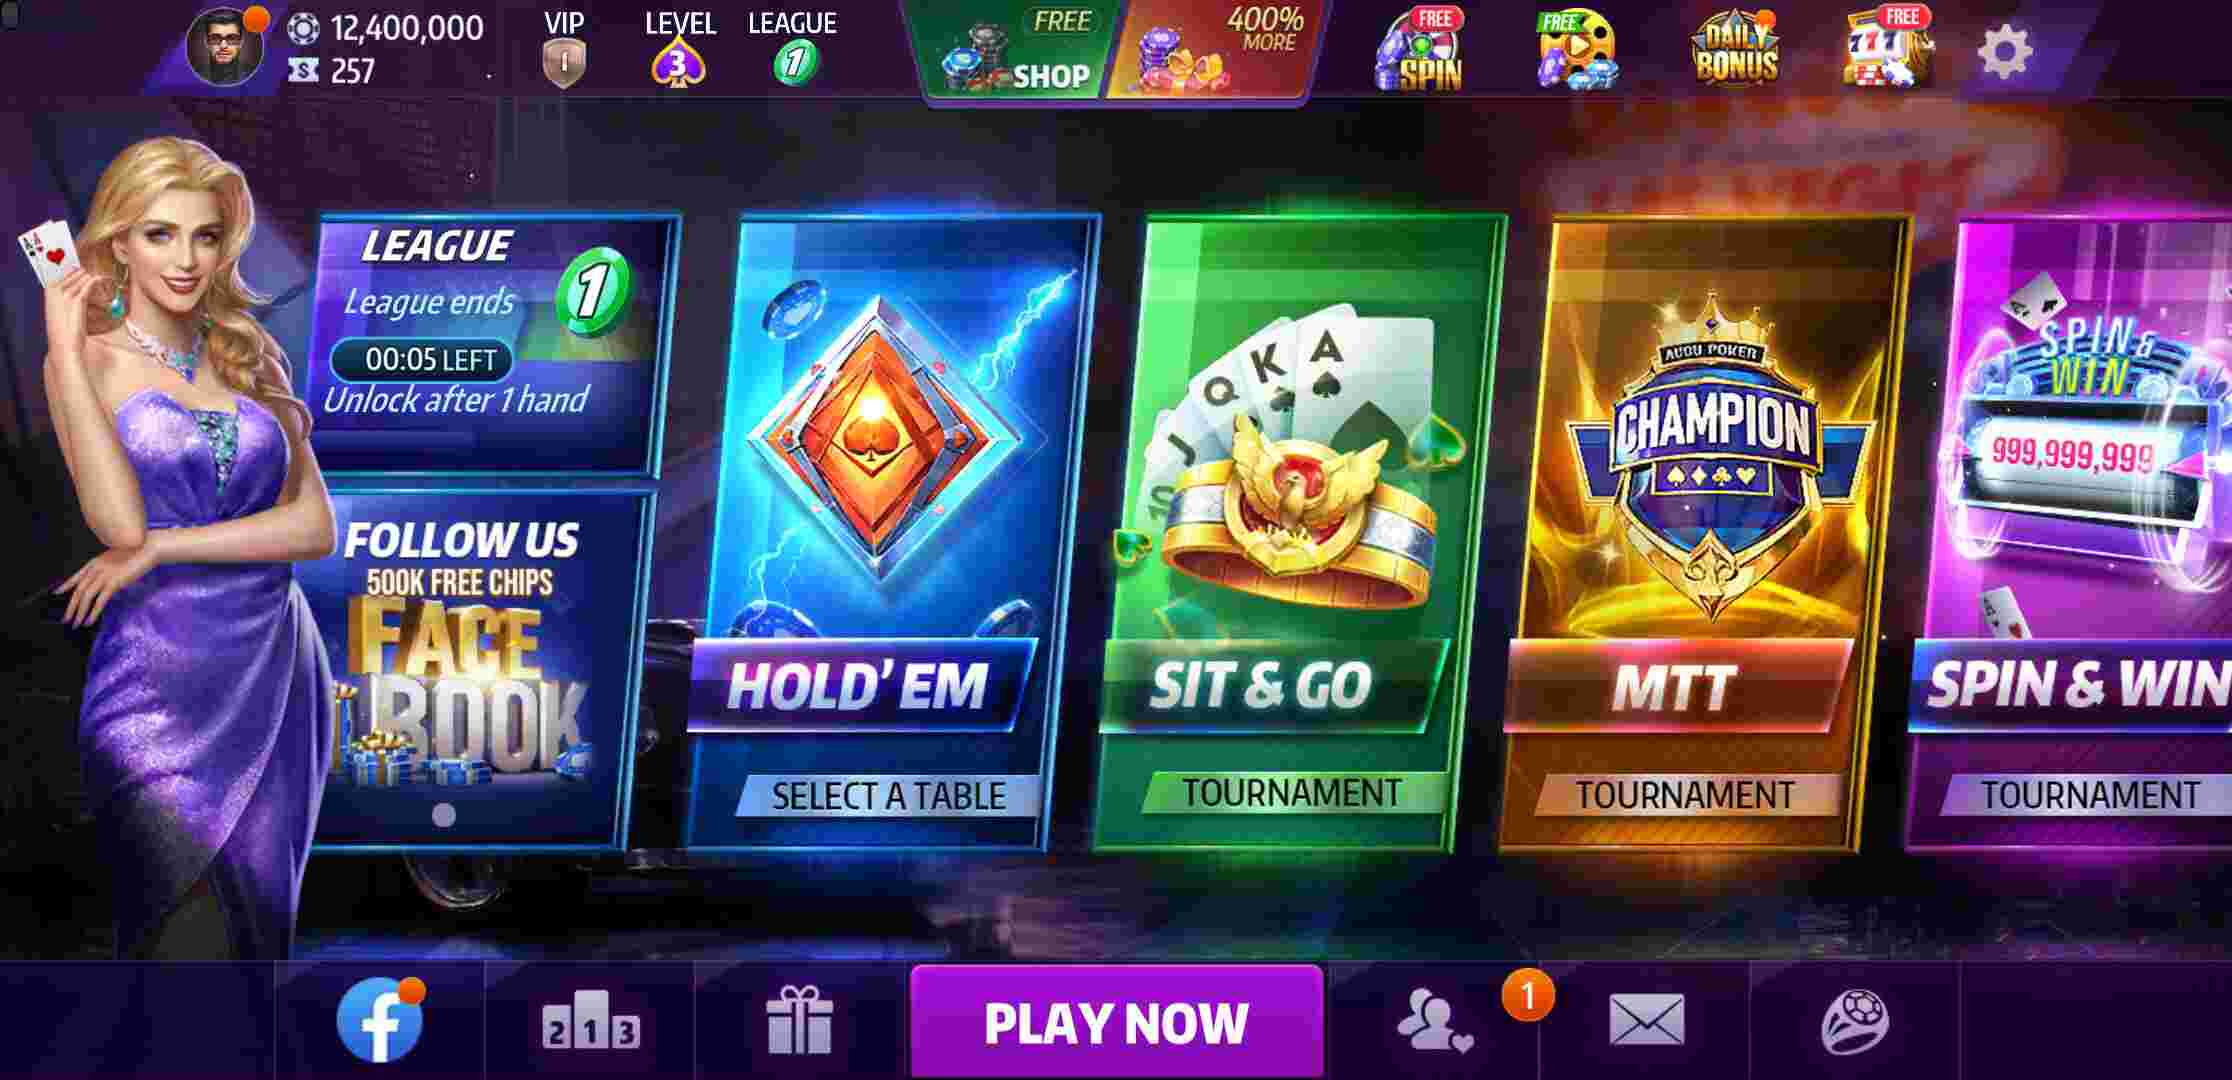 12,400,000
257
VIP
1
LEVEL
3
LEAGUE
1
FREE
SHOP
400%
MORE
FREE
SPIN
FREE
DAILY
BONUS
FREE
777
LEAGUE
1
League ends
00:05 LEFT
Unlock after 1 hand
FOLLOW US
500K FREE CHIPS
FACE
BOOK
HOLD'EM
SELECT A TABLE
10 J Q K A
SIT & GO
TOURNAMENT
CHAMPION
MTT
TOURNAMENT
SPIN &
WIN
999,999,999
SPIN & WIN
TOURNAMENT
f
2 1 3
PLAY NOW
1